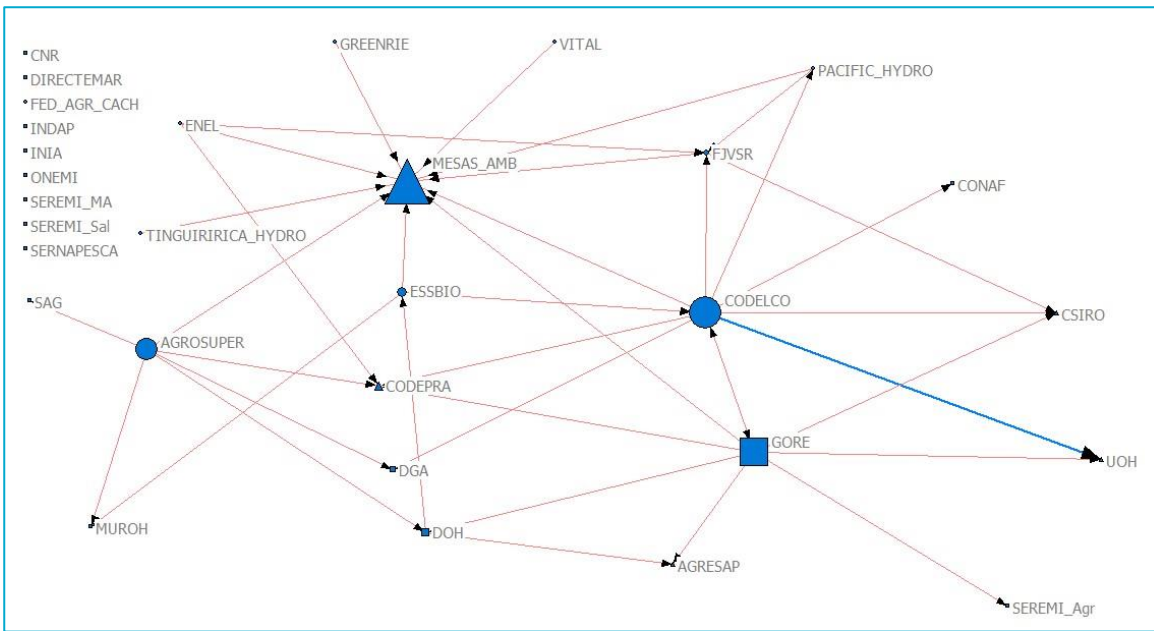 GREENRIE
VITAL
CNR
DIRECTEMAR
FED_AGR_CACH
INDAP
INIA
ONEMI
SEREMI_MA
SEREMI_Sal
SERNAPESCA
PACIFIC_HYDRO
ENEL
FJVSR
MESAS_AMB
CONAF
TINGUIRIRICA_HYDRO
ESSBIO
CODELCO
SAG
CSIRO
AGROSUPER
CODEPRA
GORE
DGA
UOH
MUROH
DOH
AGRESAP
SEREMI_Agr